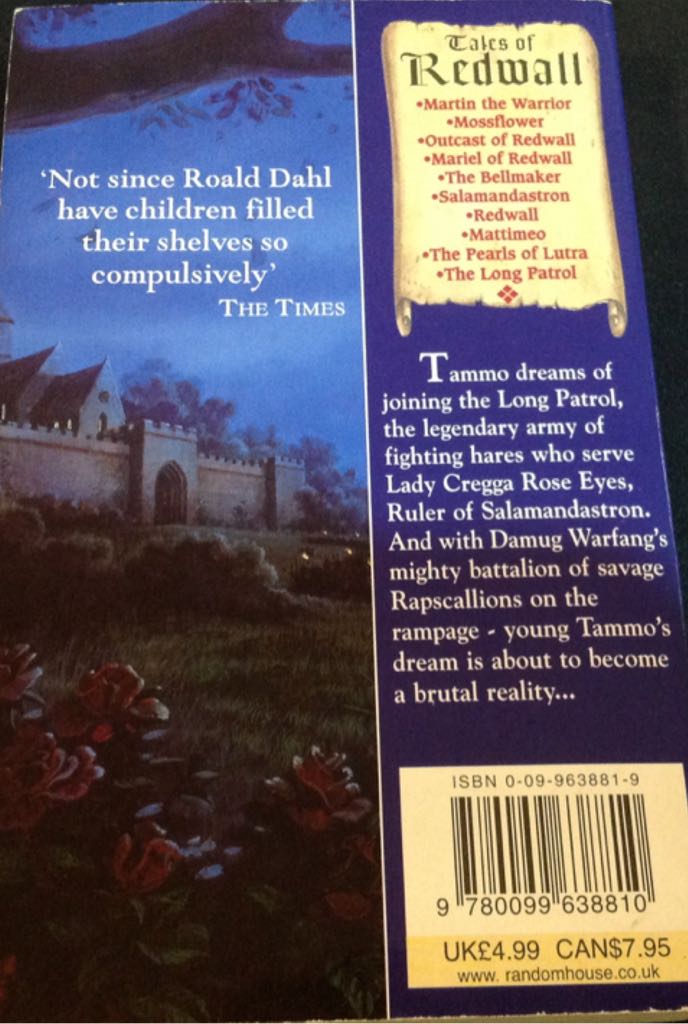 'Not since Roald Dahl
have children filled
their shelves so
compulsively'
THE TIMES
Tales of
Redwall
•Martin the Warrior
•Mossflower
•Outcast of Redwall
•Mariel of Redwall
•The Bellmaker
•Salamandastron
•Redwall
•Mattimeo
•The Pearls of Lutra
•The Long Patrol
Tammo dreams of
joining the Long Patrol,
the legendary army of
fighting hares who serve
Lady Cregga Rose Eyes,
Ruler of Salamandastron.
And with Damug Warfang's
mighty battalion of savage
Rapscallions on the
rampage - young Tammo's
dream is about to become
a brutal reality...
ISBN 0-09-963881-9
9 780099 638810
UK£4.99 CAN$7.95
www. randomhouse.co.uk